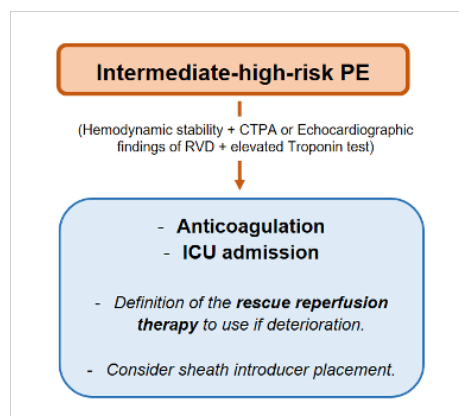 Intermediate-high-risk PE
(Hemodynamic stability + CTPA or Echocardiographic
findings of RVD + elevated Troponin test)
- Anticoagulation
- ICU admission
- Definition of the rescue reperfusion
therapy to use if deterioration.
- Consider sheath introducer placement.